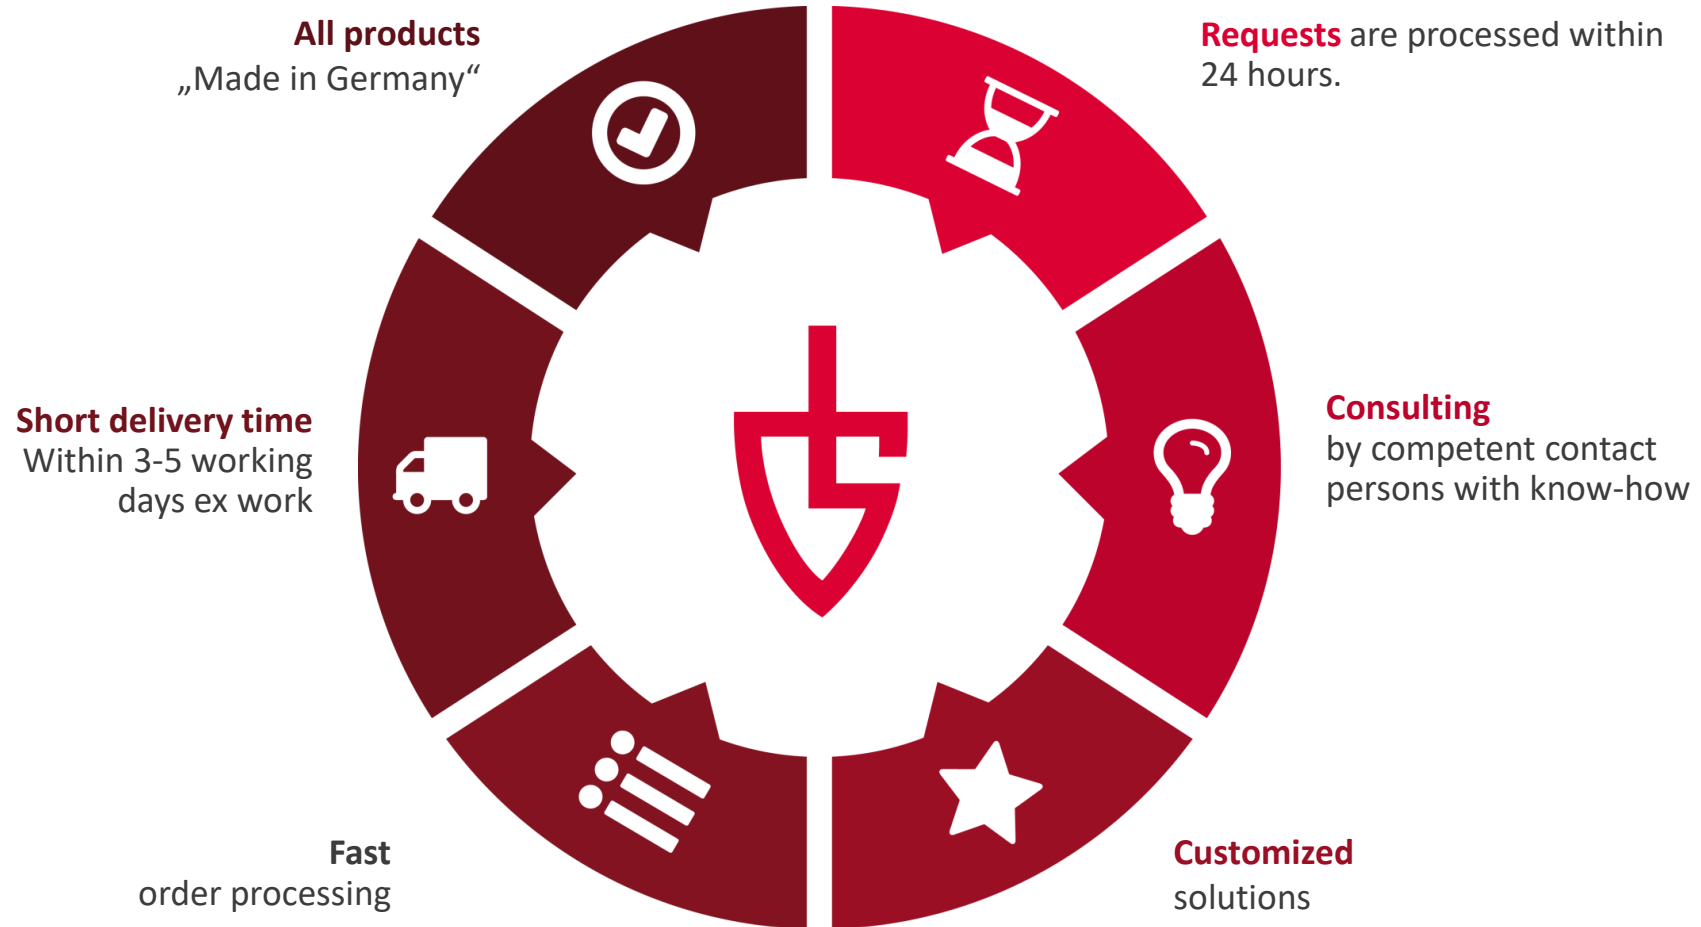 All products
„Made in Germany“
Requests are processed within
24 hours.
Short delivery time
Within 3-5 working
days ex work
Consulting
by competent contact
persons with know-how
Fast
order processing
Customized
solutions